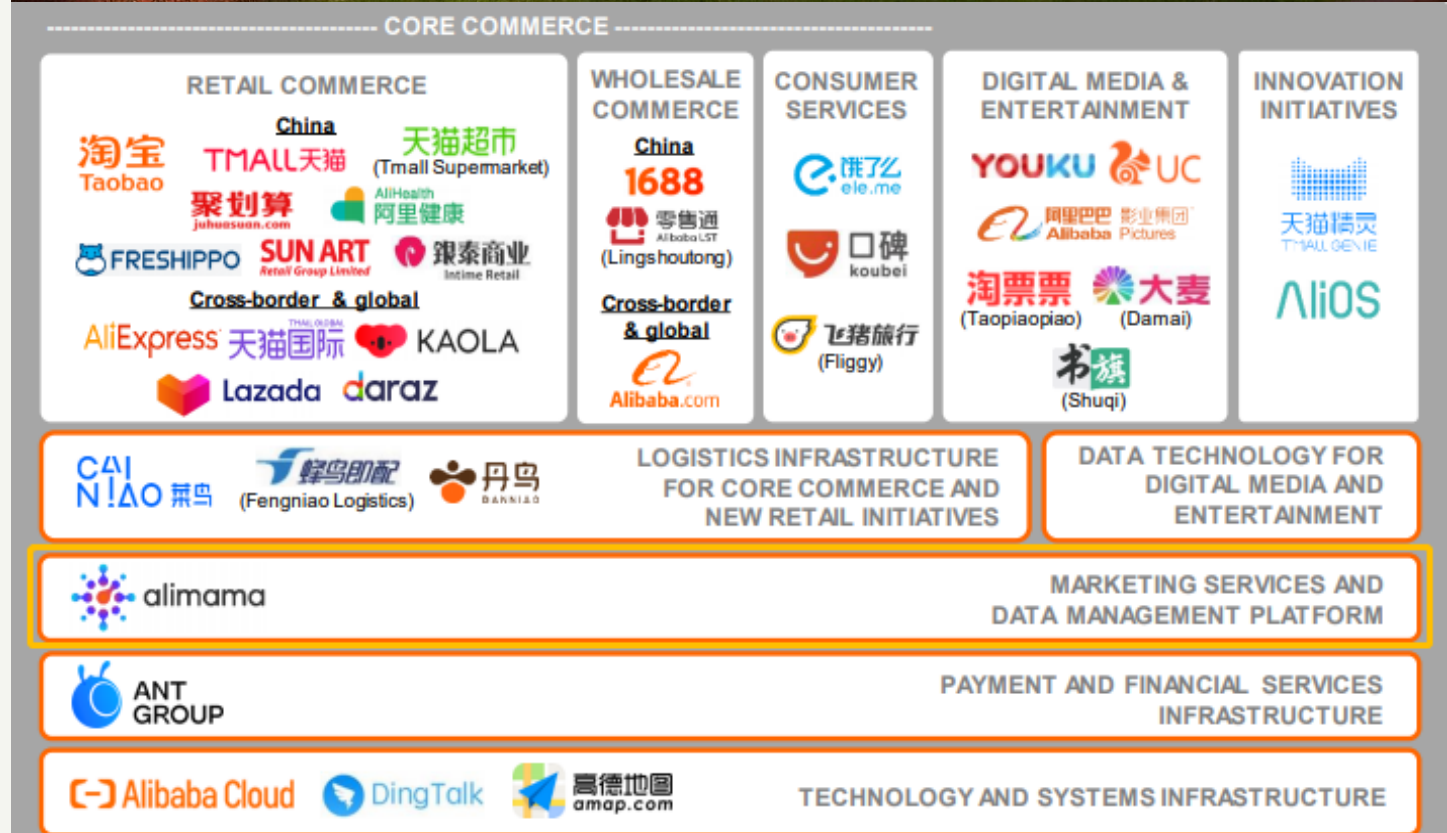 CORE COMMERCE
RETAIL COMMERCE
China
淘宝
Taobao
TMALL天猫
天猫超市
(Tmall Supermarket)
聚划算
juhuasuan.com
AliHealth
阿里健康
FRESHIPPO
SUN ART
Retail Group Limited
銀泰商业
Intime Retail
Cross-border & global
AliExpress
TMALL GLOBAL
天猫国际
KAOLA
Lazada
daraz
WHOLESALE
COMMERCE
China
1688
零售通
Alibaba LST
(Lingshoutong)
Cross-border
& global
Alibaba.com
CONSUMER
SERVICES
饿了么
ele.me
口碑
koubei
飞猪旅行
(Fliggy)
DIGITAL MEDIA &
ENTERTAINMENT
YOUKU
UC
阿里巴巴 影业集团
Alibaba Pictures
淘票票
(Taopiaopiao)
大麦
(Damai)
书旗
(Shuqi)
INNOVATION
INITIATIVES
天猫精灵
TMALL GENIE
AliOS
CAI
NIAO 菜鸟
蜂鸟即配
(Fengniao Logistics)
丹鸟
DANNIAO
LOGISTICS INFRASTRUCTURE
FOR CORE COMMERCE AND
NEW RETAIL INITIATIVES
DATA TECHNOLOGY FOR
DIGITAL MEDIA AND
ENTERTAINMENT
alimama
MARKETING SERVICES AND
DATA MANAGEMENT PLATFORM
ANT
GROUP
PAYMENT AND FINANCIAL SERVICES
INFRASTRUCTURE
Alibaba Cloud
DingTalk
高德地图
amap.com
TECHNOLOGY AND SYSTEMS INFRASTRUCTURE